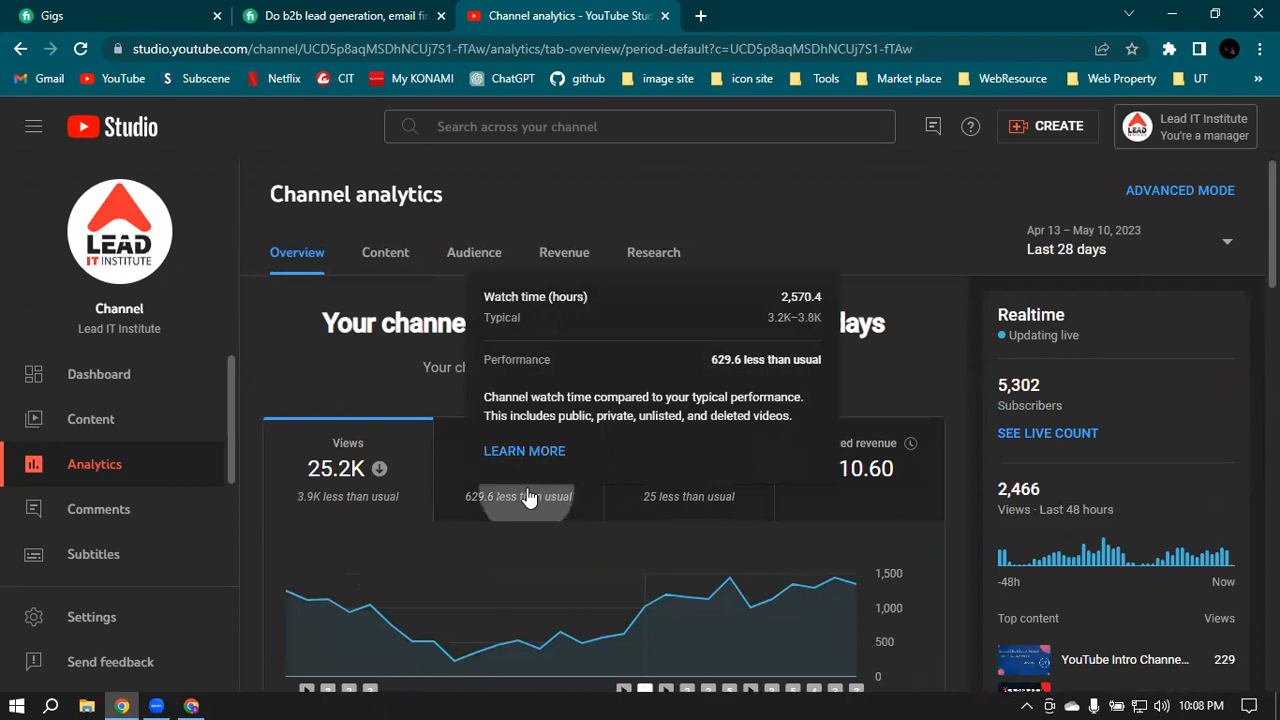 Gigs
Do b2b lead generation, email fin
Channel analytics - YouTube Stud
studio.youtube.com/channel/UCD5p8aqMSDhNCUj7S1-fTAw/analytics/tab-overview/period-default?c=UCD5p8aqMSDhNCUj7S1-fTAw
Gmail YouTube Subscene Netflix CIT My KONAMI ChatGPT github image site icon site Tools Market place WebResource Web Property UT »
Studio
Search across your channel
CREATE
Lead IT Institute
You're a manager
LEAD
IT INSTITUTE
Channel
Lead IT Institute
Dashboard
Content
Analytics
Comments
Subtitles
Settings
Send feedback
Channel analytics
ADVANCED MODE
Apr 13 – May 10, 2023
Last 28 days
Overview Content Audience Revenue Research
Your channe
days
Your ch
Watch time (hours) 2,570.4
Typical 3.2K–3.8K
Performance 629.6 less than usual
Channel watch time compared to your typical performance.
This includes public, private, unlisted, and deleted videos.
LEARN MORE
Views
25.2K
3.9K less than usual
629.6 less than usual
25 less than usual
ed revenue
10.60
1,500
1,000
500
0
Realtime
Updating live
5,302
Subscribers
SEE LIVE COUNT
2,466
Views · Last 48 hours
-48h Now
Top content Views
YouTube Intro Channe... 229
10:08 PM